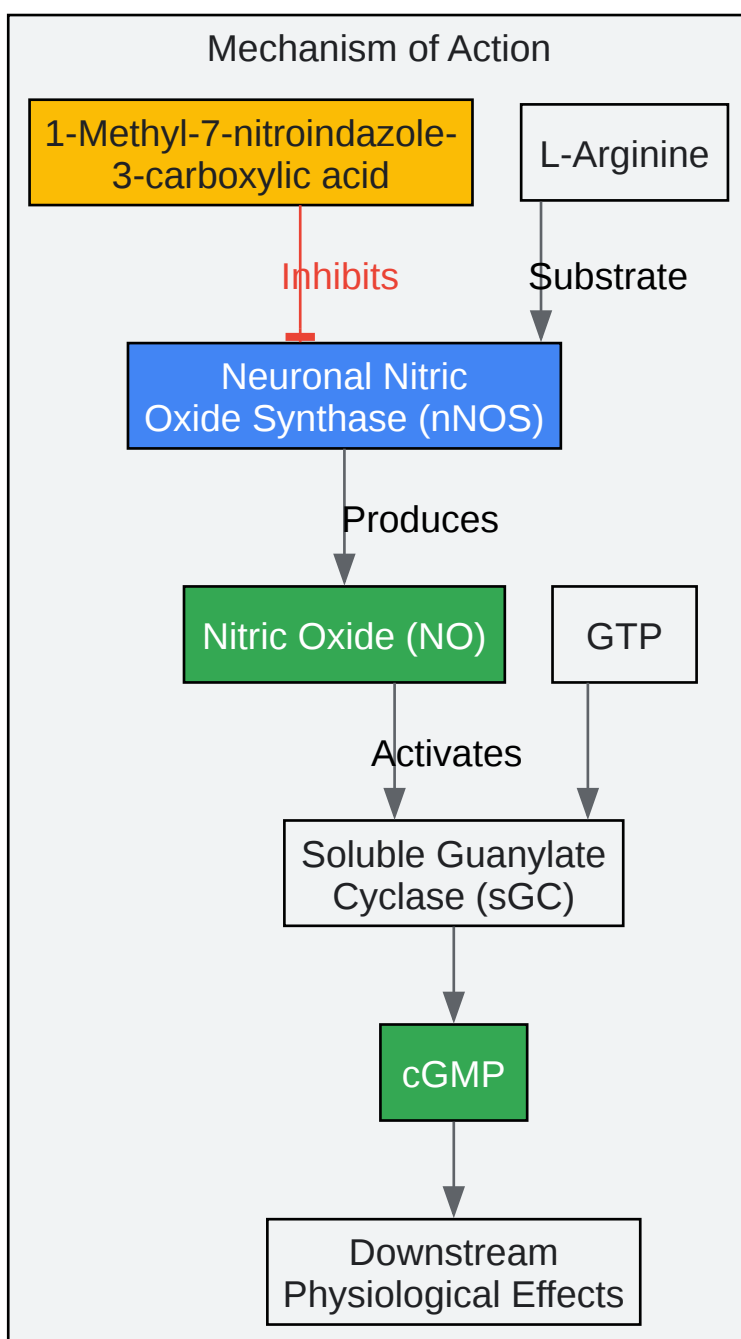 Mechanism of Action
1-Methyl-7-nitroindazole-
3-carboxylic acid
L-Arginine
Inhibits
Substrate
Neuronal Nitric
Oxide Synthase (nNOS)
Produces
Nitric Oxide (NO)
GTP
Activates
Soluble Guanylate
Cyclase (sGC)
cGMP
Downstream
Physiological Effects